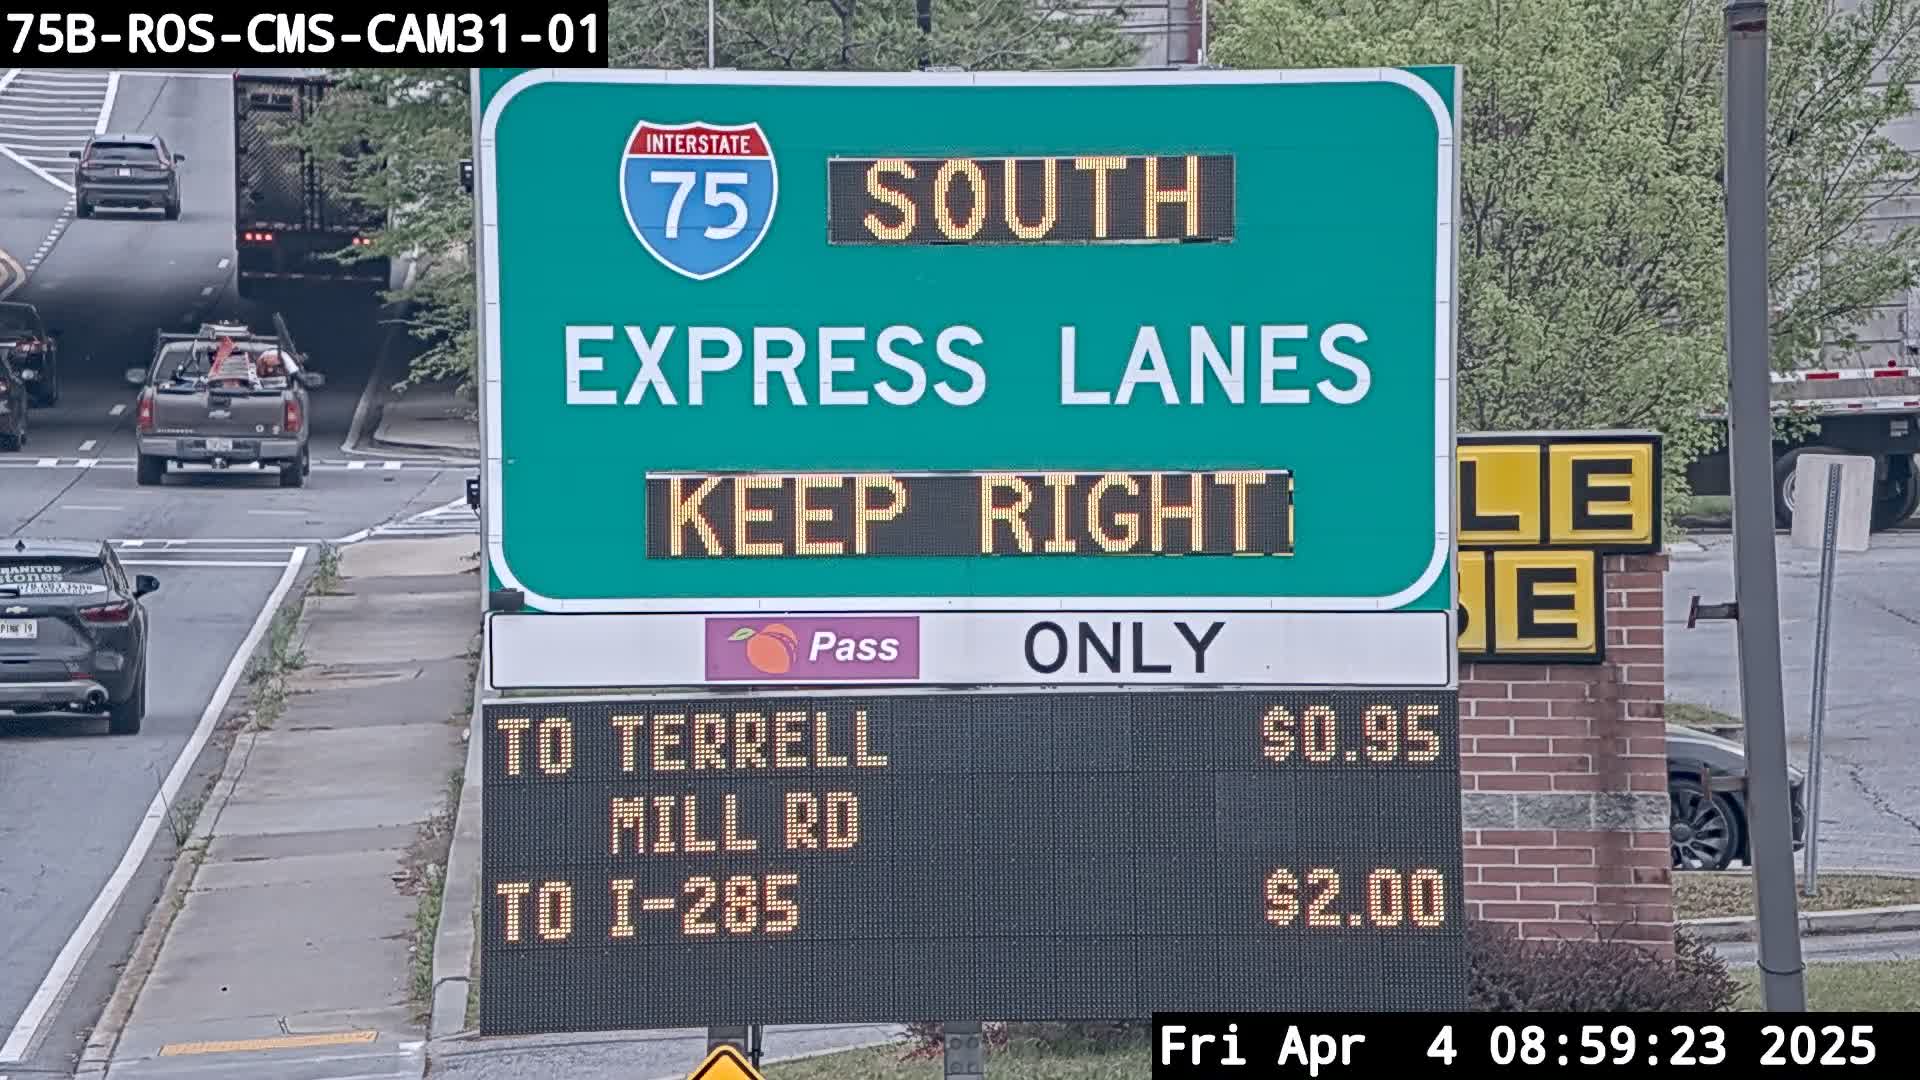 75B-ROS-CMS-CAM31-01
INTERSTATE
75
SOUTH
EXPRESS LANES
KEEP RIGHT
Pass ONLY
TO TERRELL $0.95
MILL RD
TO I-285 $2.00
LE
E
Fri Apr 4 08:59:23 2025